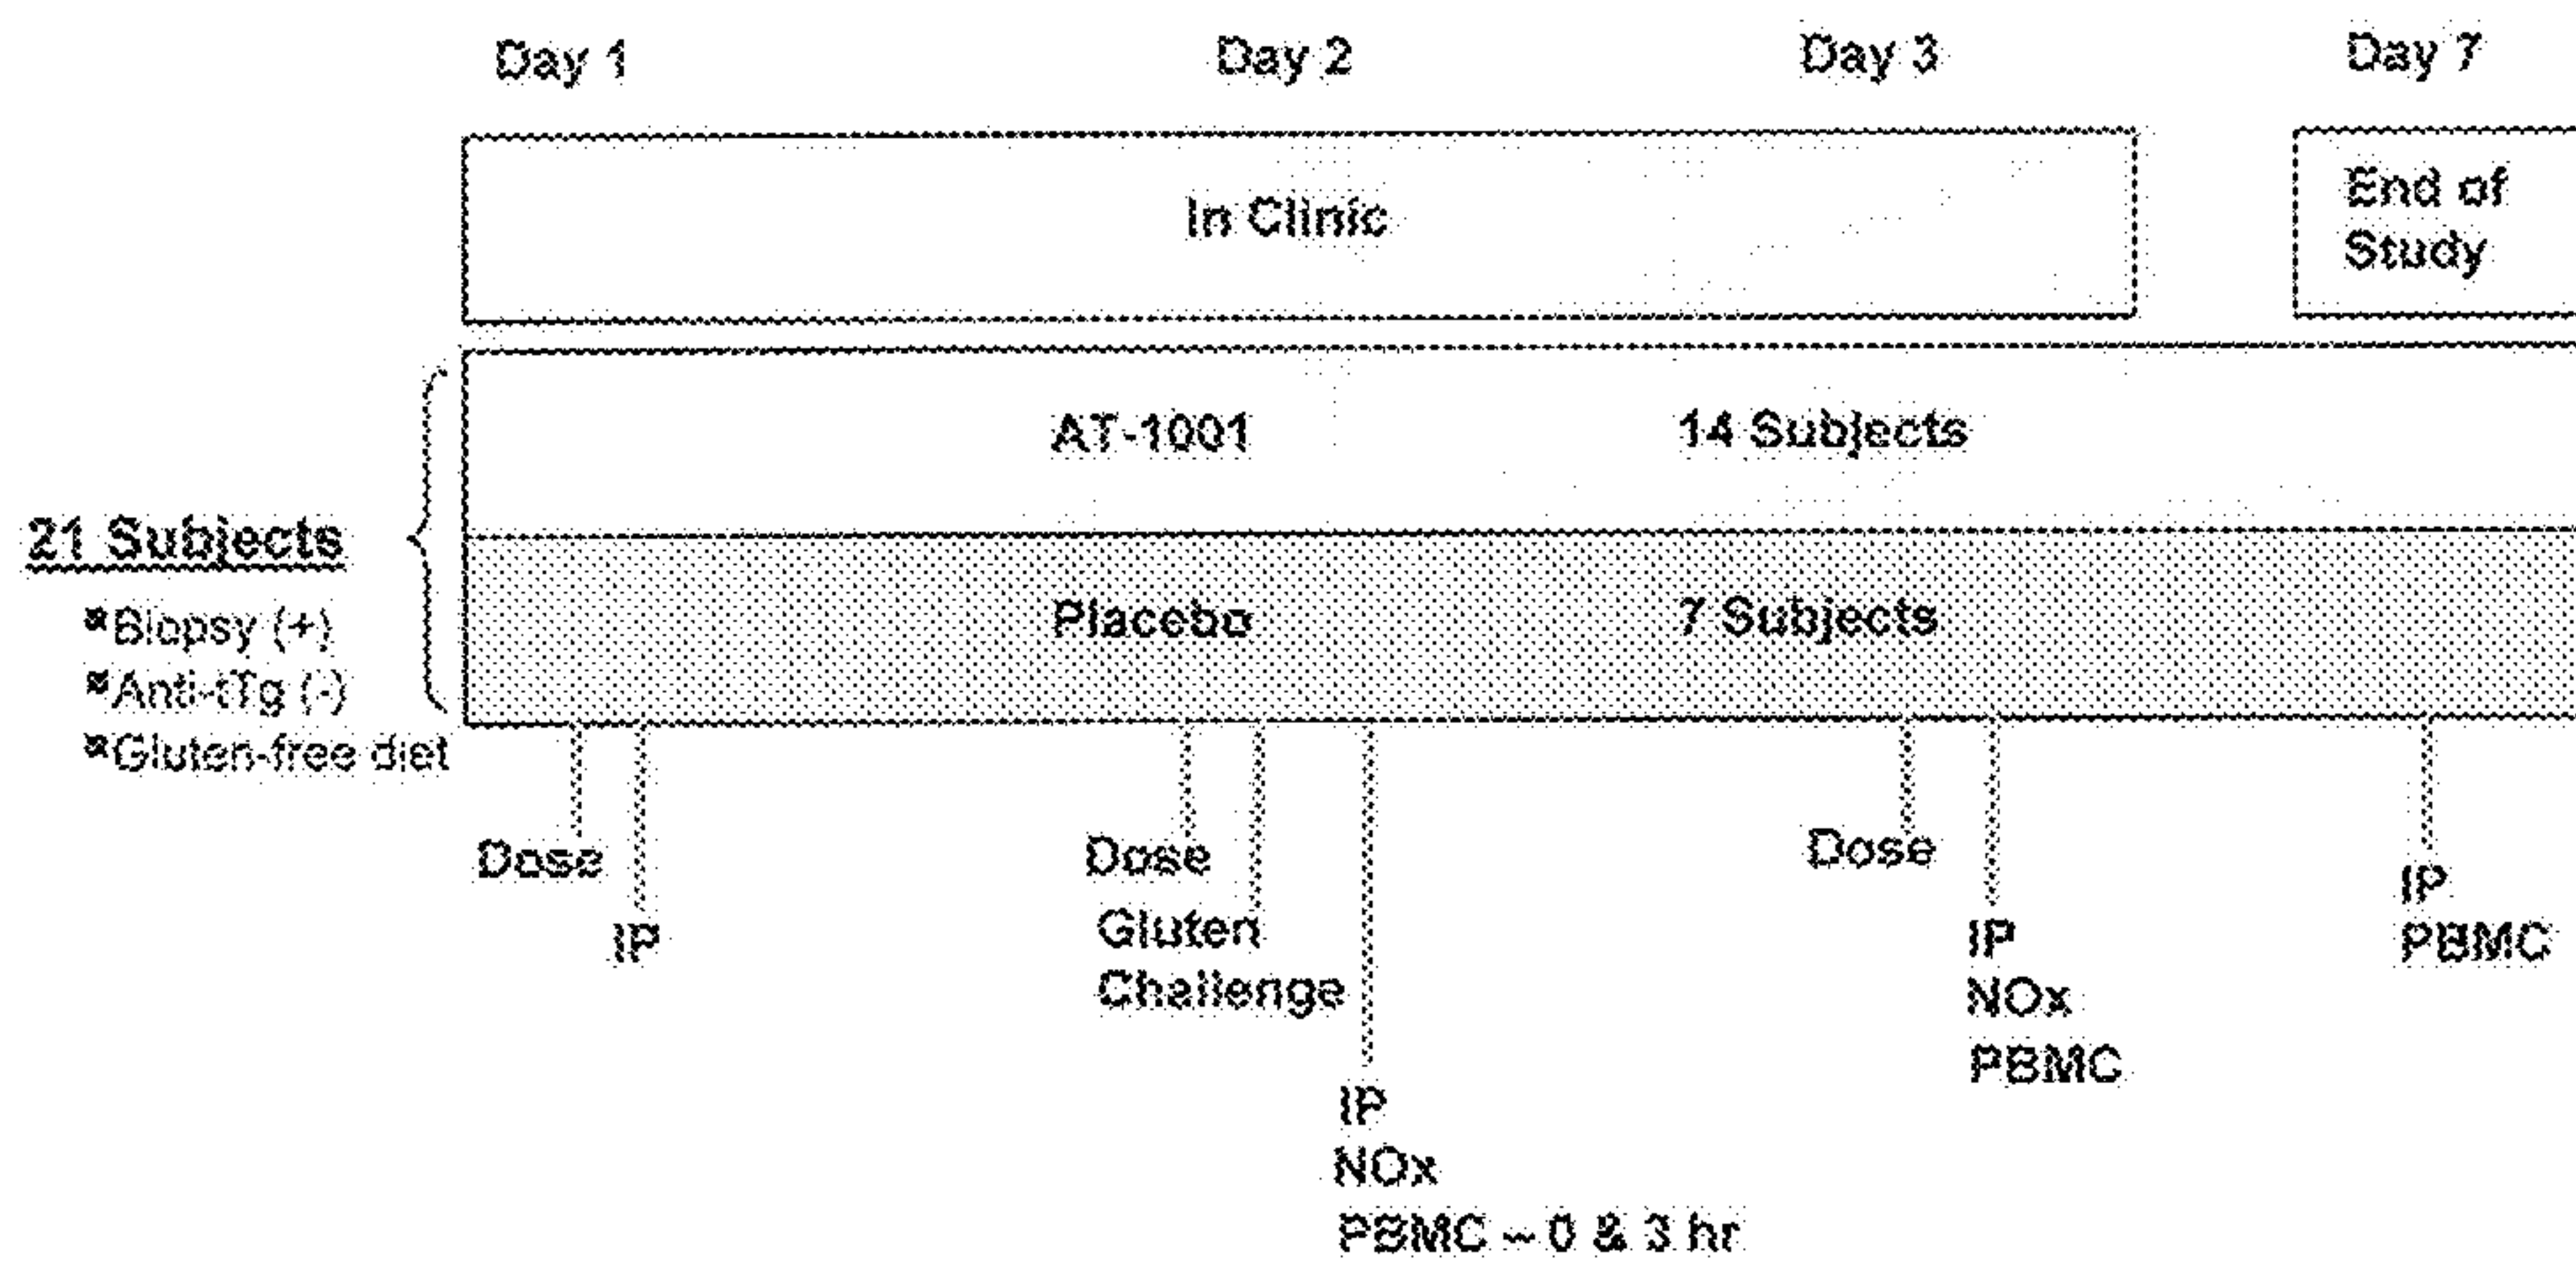 Day 1
Day 2
Day 3
Day 7
In Clinic
End of
Study
AT-1001
14 Subjects
21 Subjects
Biopsy (+)
Anti-tTg (-)
Gluten-free diet
Placebo
7 Subjects
Dose
IP
Dose
Gluten
Challenge
IP
NOx
PBMC – 0 & 3 hr
Dose
IP
NOx
PBMC
IP
PBMC